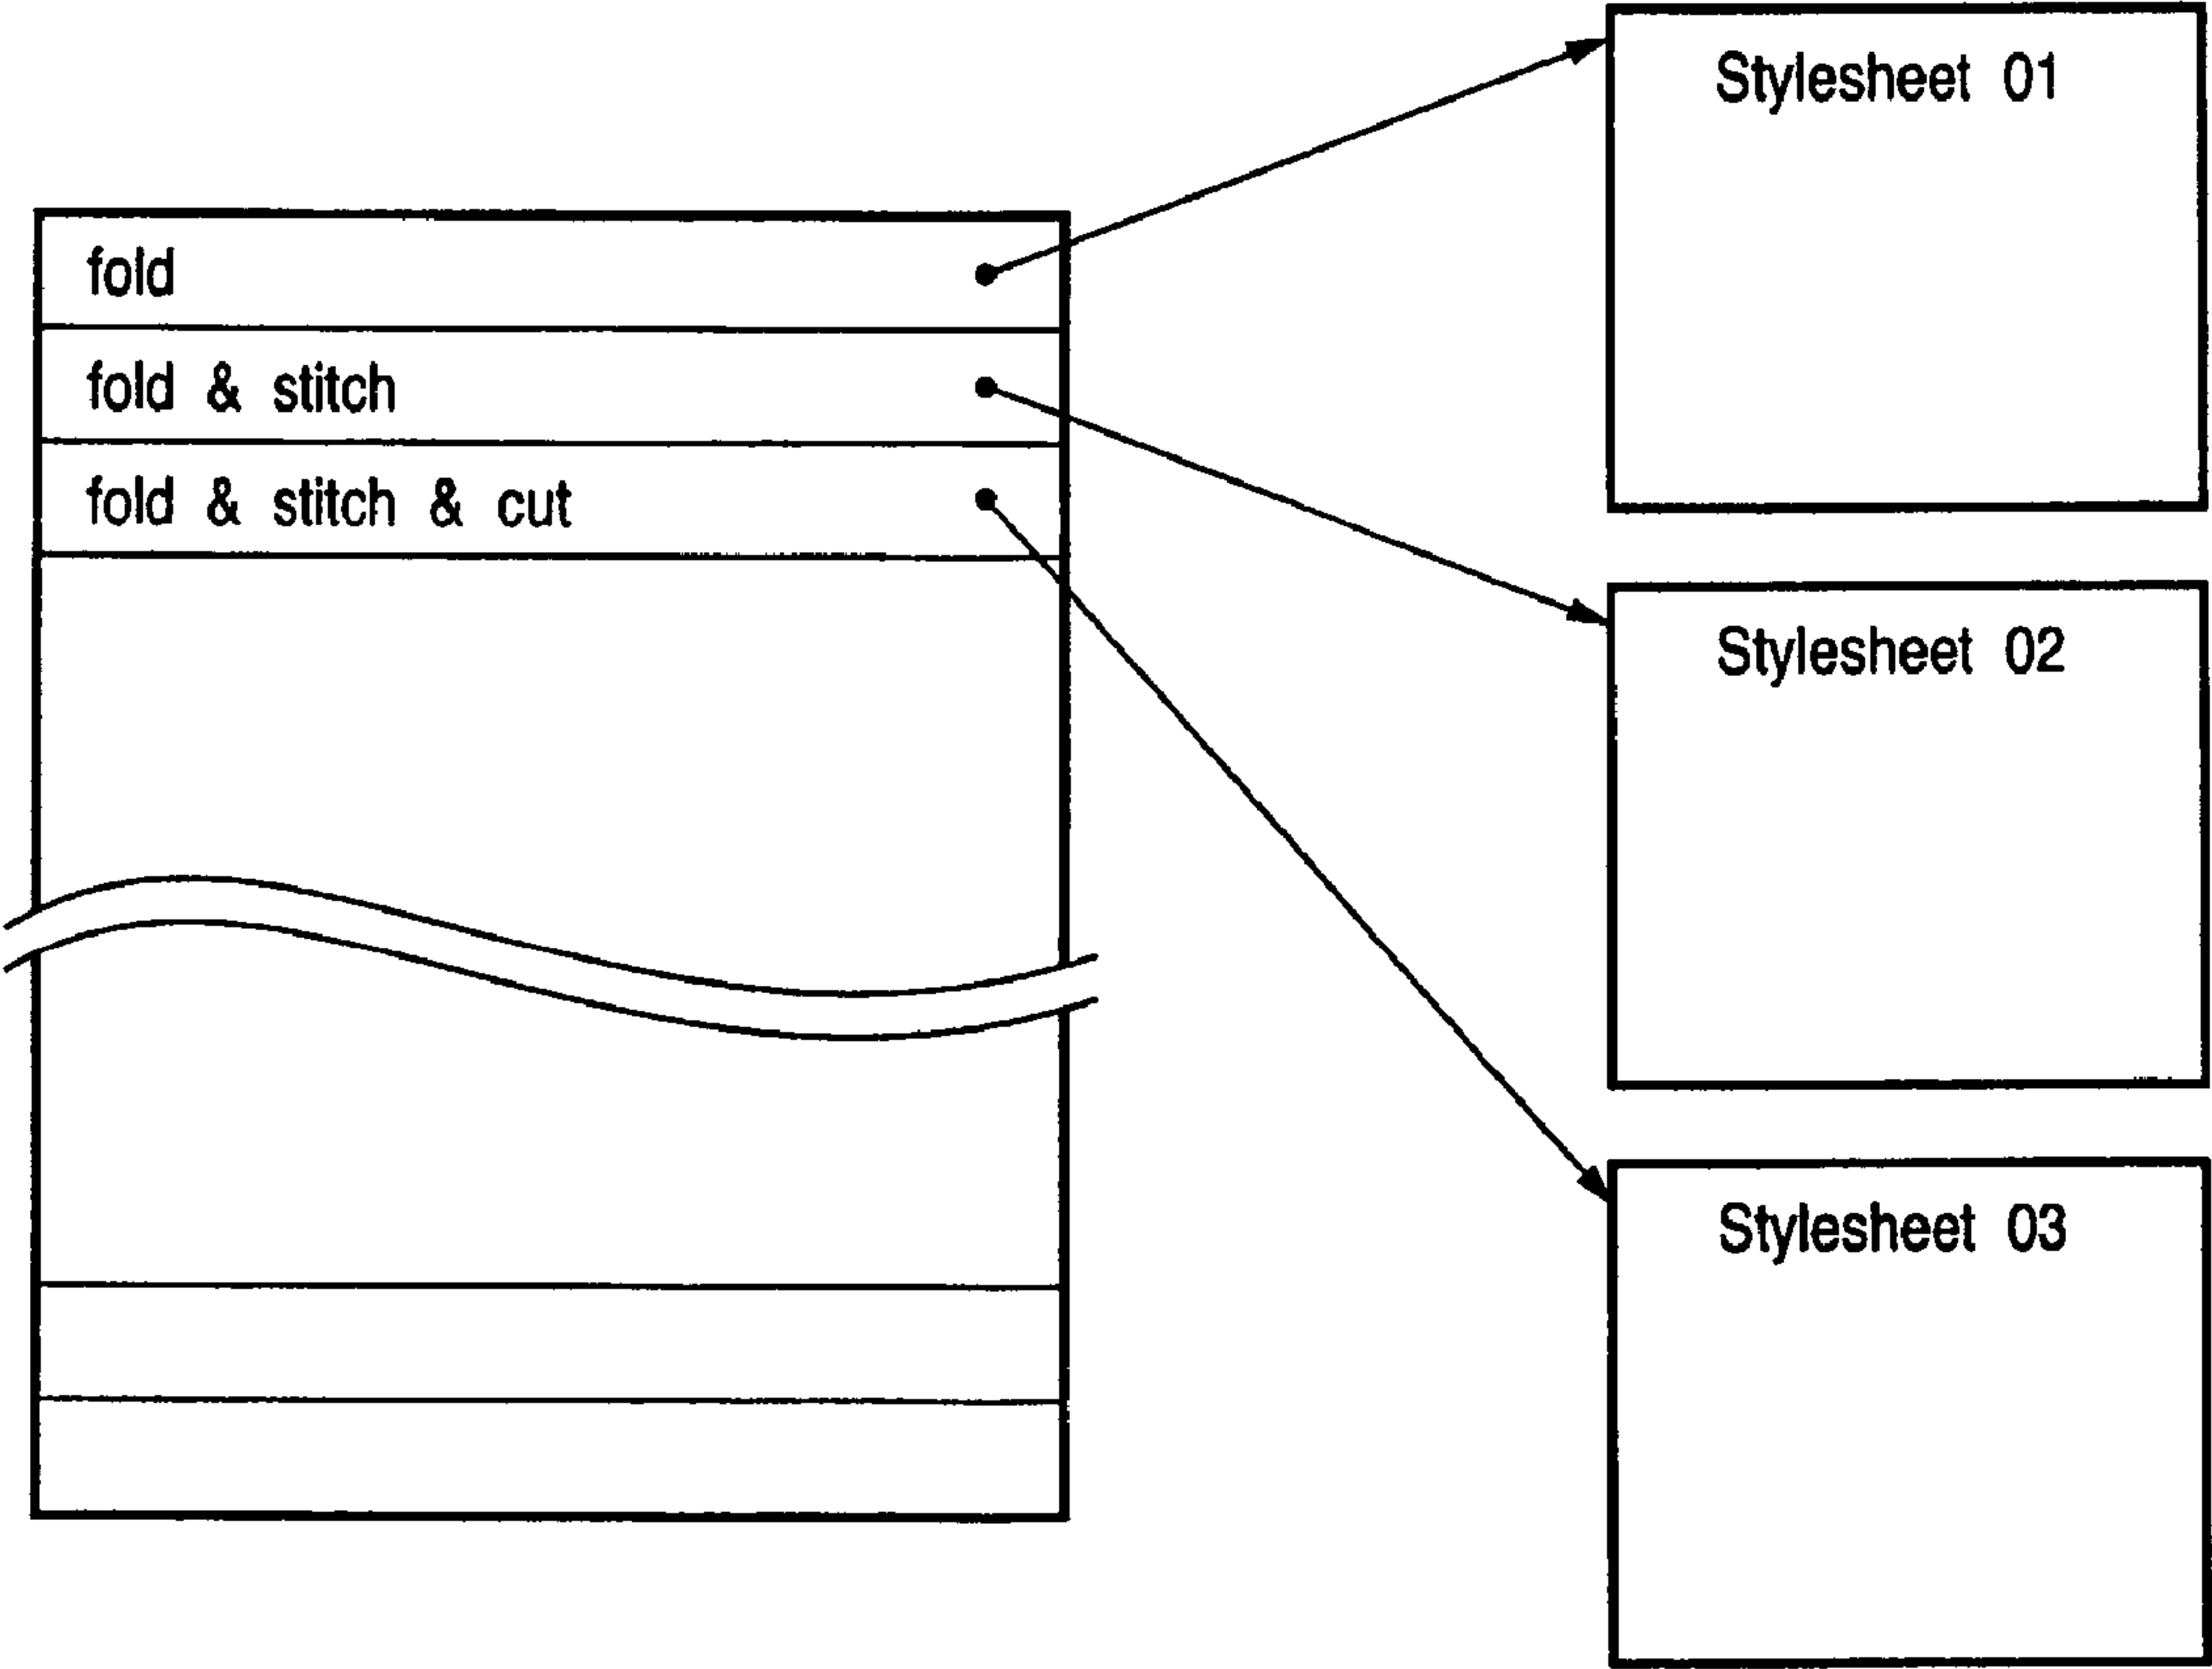 Stylesheet 01
fold
fold & stitch
fold & stitch & cut
Stylesheet 02
Stylesheet 03